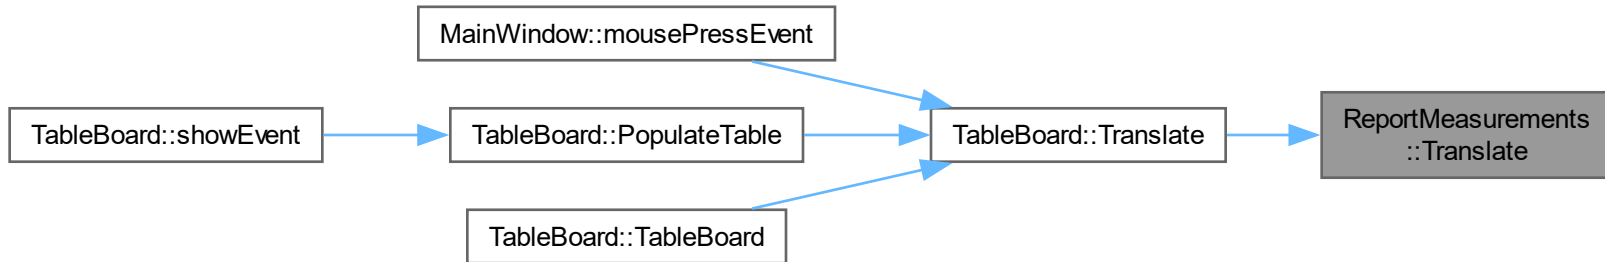 MainWindow::mousePressEvent
TableBoard::showEvent
TableBoard::PopulateTable
TableBoard::TableBoard
TableBoard::Translate
ReportMeasurements
::Translate